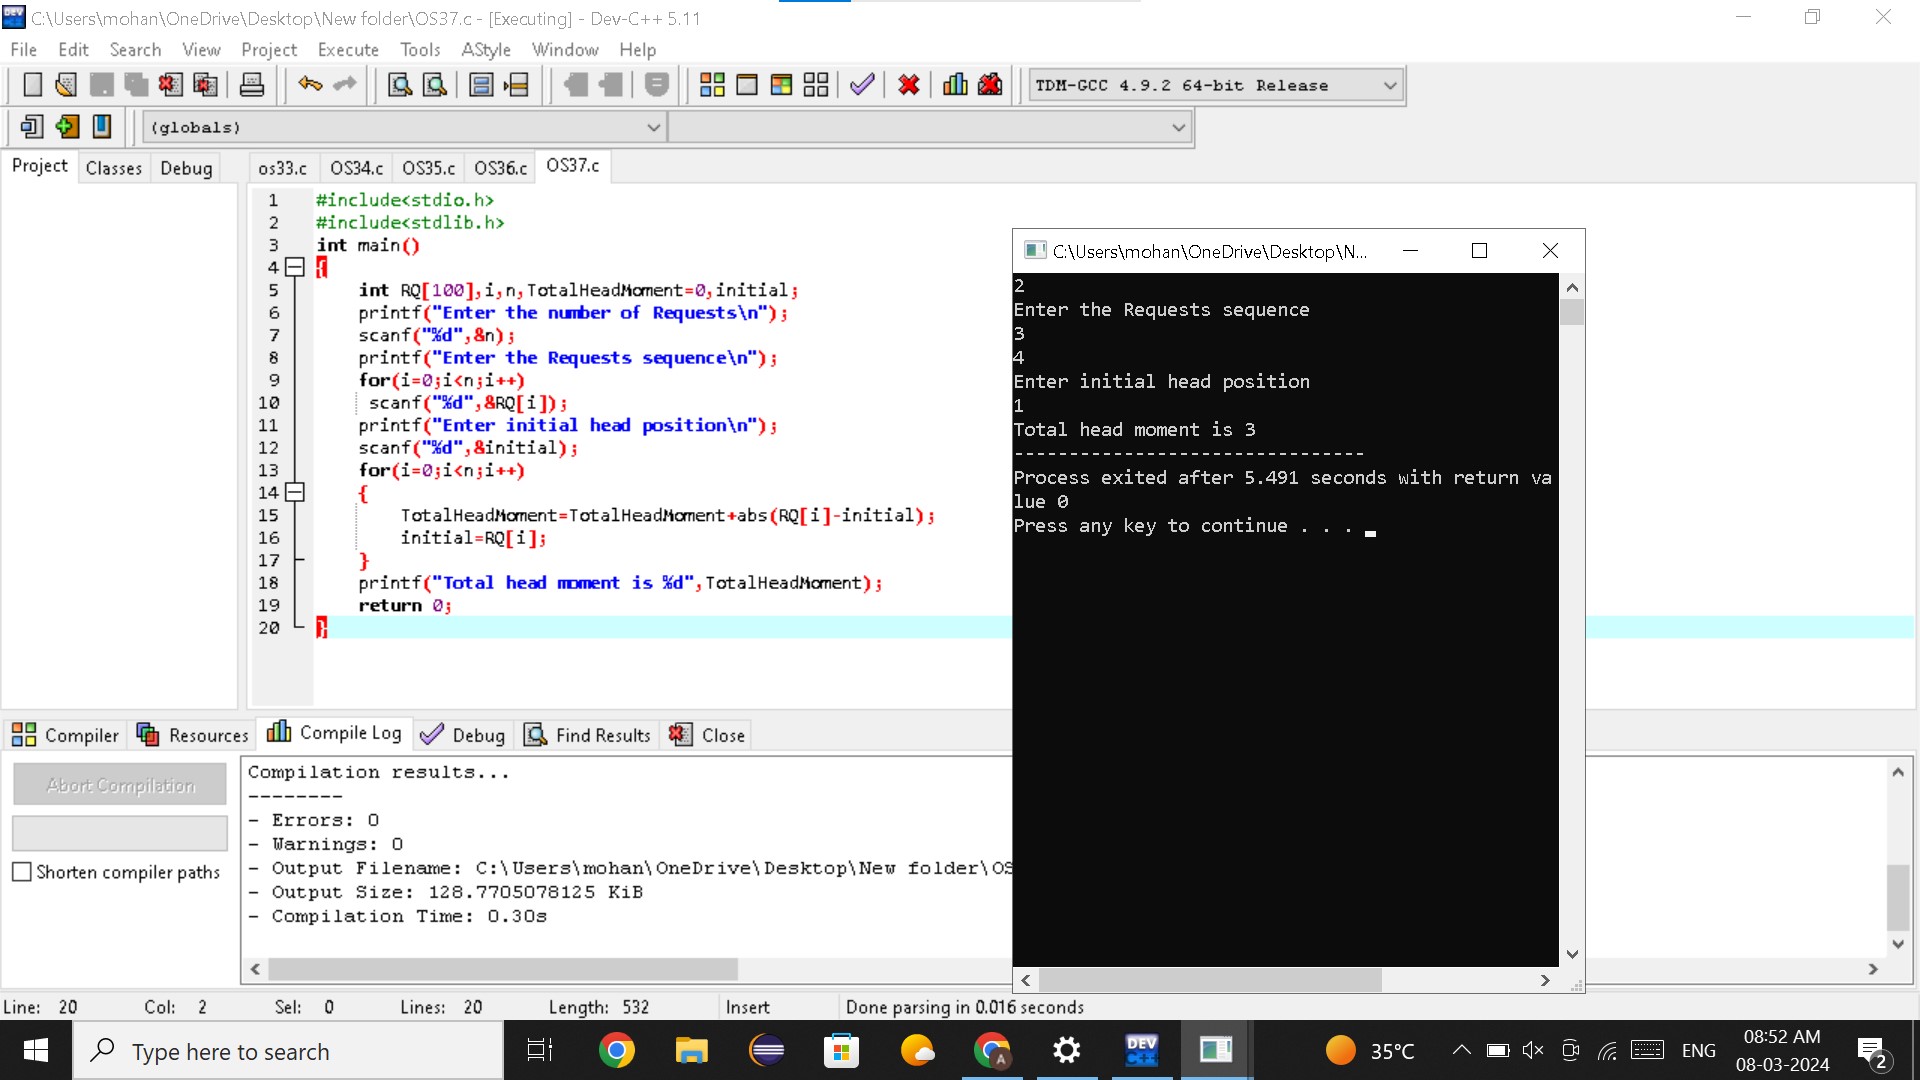 C:\Users\mohan\OneDrive\Desktop\New folder\OS37.c - [Executing] - Dev-C++ 5.11
File Edit Search View Project Execute Tools AStyle Window Help
TDM-GCC 4.9.2 64-bit Release
(globals)
Project Classes Debug os33.c OS34.c OS35.c OS36.c OS37.c
1 #include<stdio.h>
2 #include<stdlib.h>
3 int main()
4 {
5 int RQ[100],i,n,TotalHeadMoment=0,initial;
6 printf("Enter the number of Requests\n");
7 scanf("%d",&n);
8 printf("Enter the Requests sequence\n");
9 for(i=0;i<n;i++)
10 scanf("%d",&RQ[i]);
11 printf("Enter initial head position\n");
12 scanf("%d",&initial);
13 for(i=0;i<n;i++)
14 {
15 TotalHeadMoment=TotalHeadMoment+abs(RQ[i]-initial);
16 initial=RQ[i];
17 }
18 printf("Total head moment is %d",TotalHeadMoment);
19 return 0;
20 }
C:\Users\mohan\OneDrive\Desktop\N...
2
Enter the Requests sequence
3
4
Enter initial head position
1
Total head moment is 3
--------------------------------
Process exited after 5.491 seconds with return va
lue 0
Press any key to continue . . .
Compiler Resources Compile Log Debug Find Results Close
Abort Compilation
Shorten compiler paths
Compilation results...
--------
- Errors: 0
- Warnings: 0
- Output Filename: C:\Users\mohan\OneDrive\Desktop\New folder\OS
- Output Size: 128.7705078125 KiB
- Compilation Time: 0.30s
Line: 20 Col: 2 Sel: 0 Lines: 20 Length: 532 Insert Done parsing in 0.016 seconds
Type here to search
DEV
C++
A
35°C
ENG
08:52 AM
08-03-2024
2